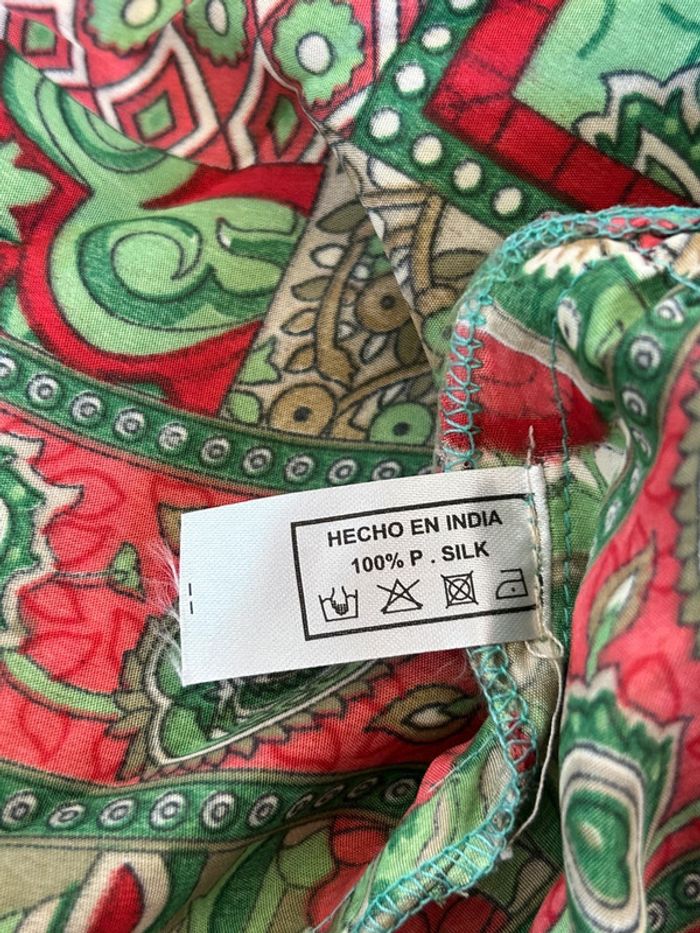 HECHO EN INDIA
100% P . SILK